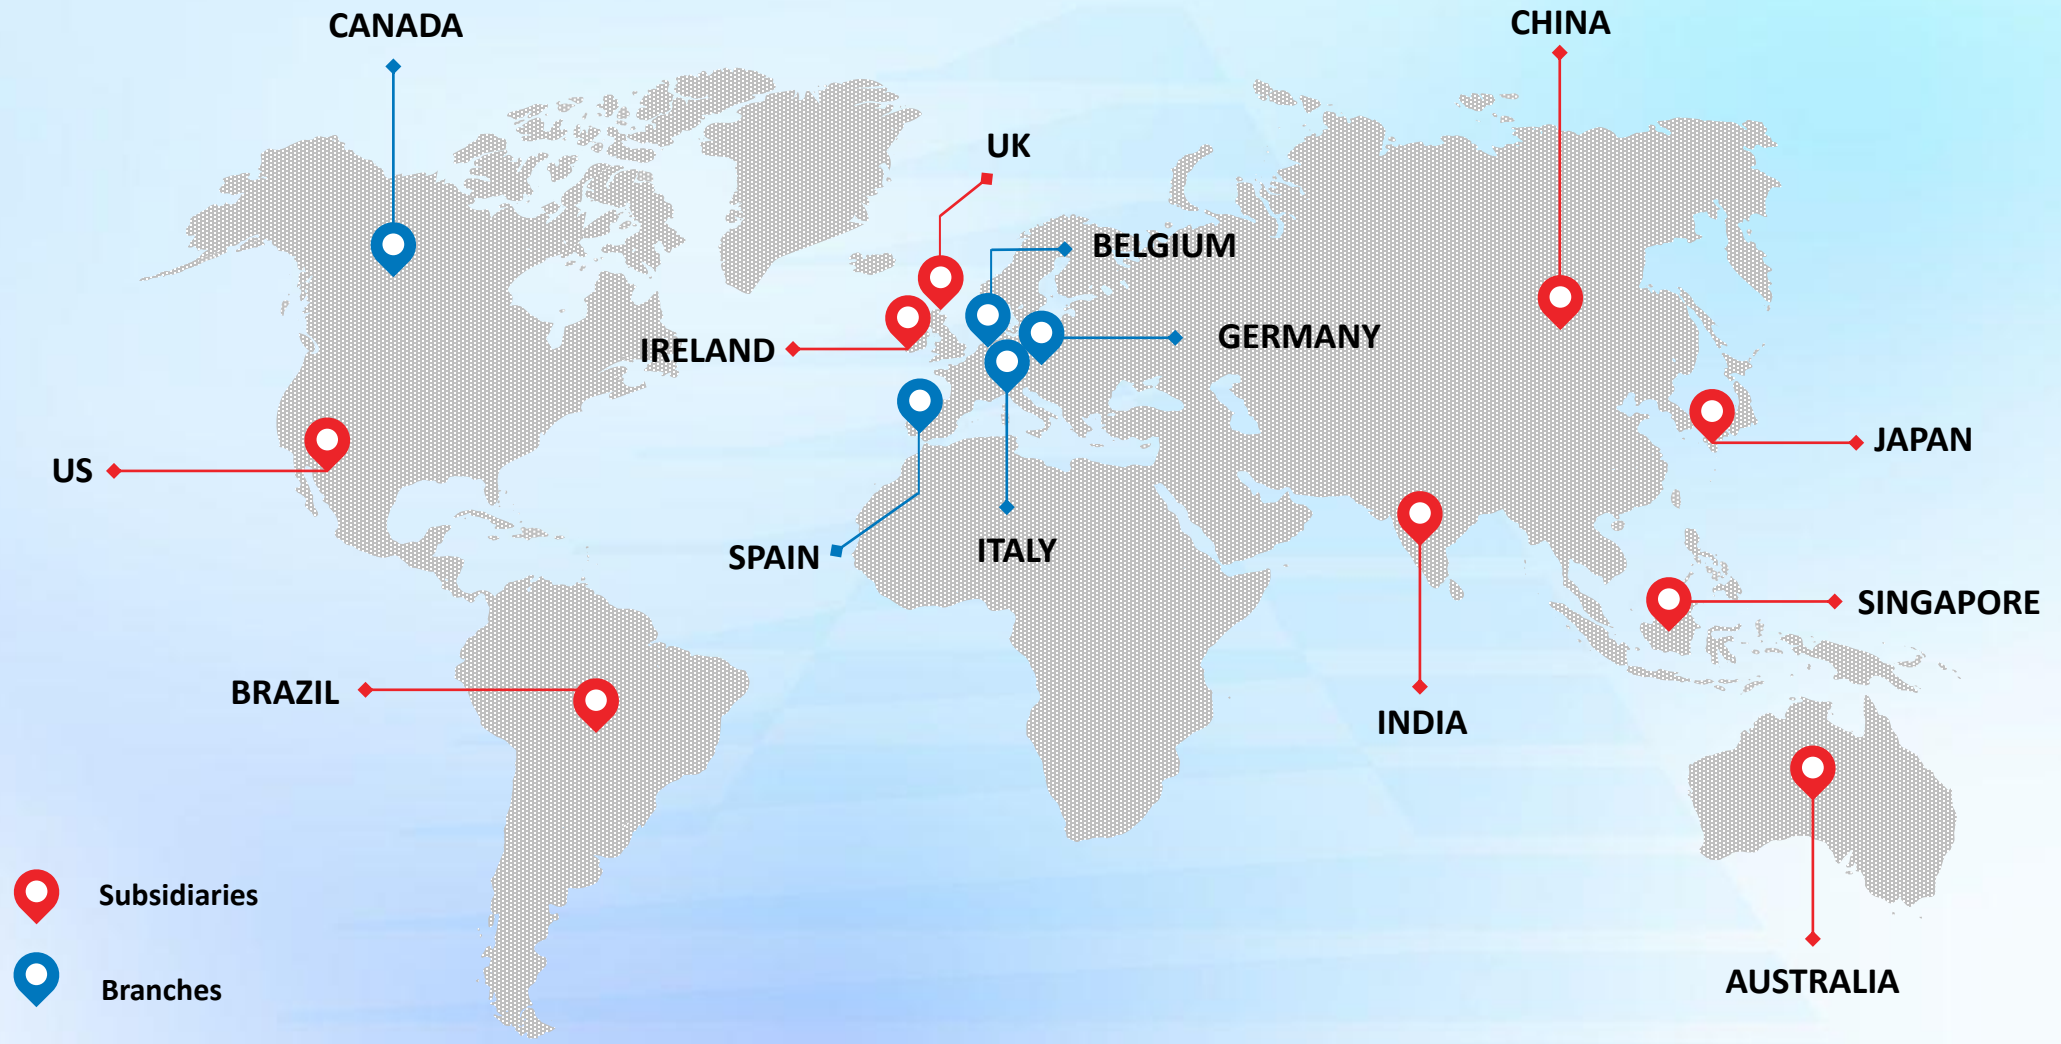 CANADA
CHINA
UK
BELGIUM
IRELAND
GERMANY
US
JAPAN
SPAIN
ITALY
SINGAPORE
BRAZIL
INDIA
Subsidiaries
Branches
AUSTRALIA